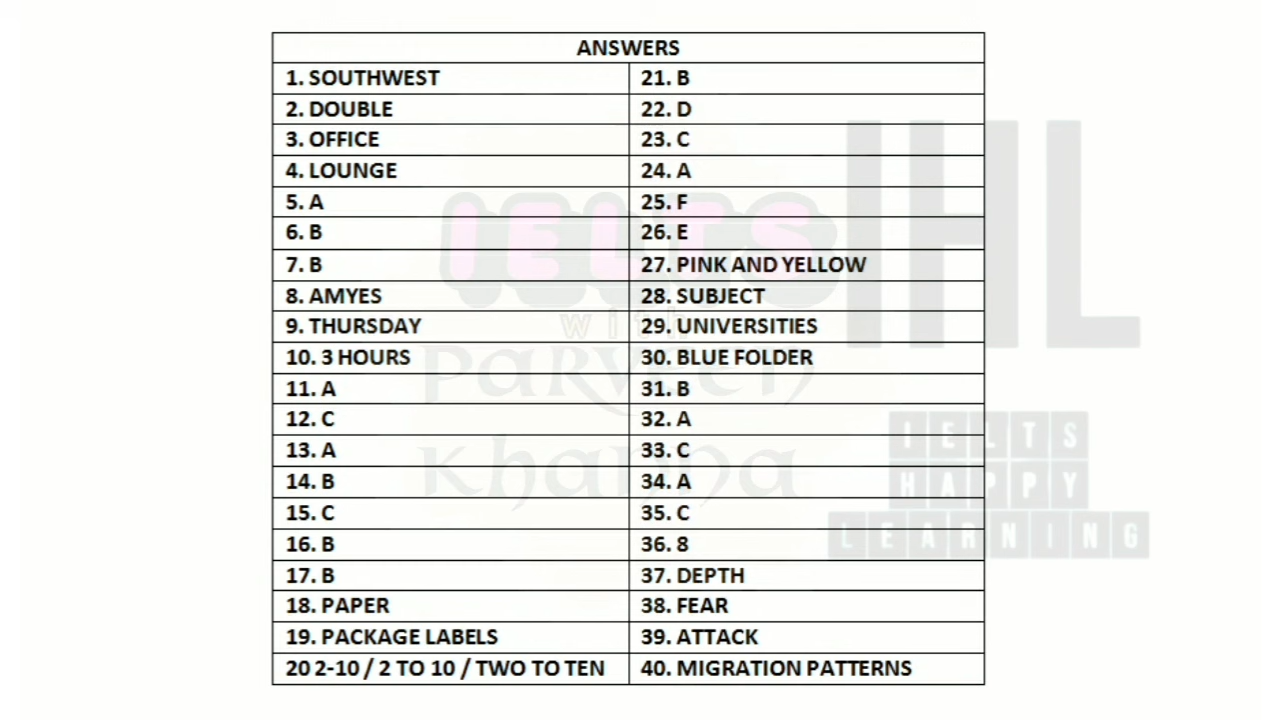 ANSWERS
1. SOUTHWEST
2. DOUBLE
3. OFFICE
4. LOUNGE
5. A
6. B
7. B
8. AMYES
9. THURSDAY
10. 3 HOURS
11. A
12. C
13. A
14. B
15. C
16. B
17. B
18. PAPER
19. PACKAGE LABELS
20 2-10 / 2 TO 10 / TWO TO TEN
21. B
22. D
23. C
24. A
25. F
26. E
27. PINK AND YELLOW
28. SUBJECT
29. UNIVERSITIES
30. BLUE FOLDER
31. B
32. A
33. C
34. A
35. C
36. 8
37. DEPTH
38. FEAR
39. ATTACK
40. MIGRATION PATTERNS
IELTS
with
PARVEEN
Khanna
IHL
IELTS
HAPPY
LEARNING